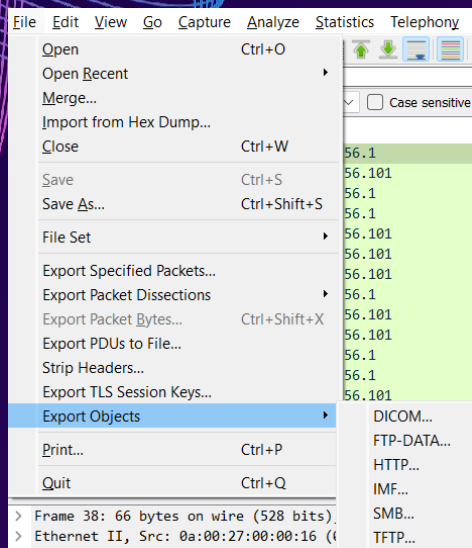 File Edit View Go Capture Analyze Statistics Telephony
Open Ctrl+O
Open Recent
Merge...
Case sensitive
Import from Hex Dump...
Close Ctrl+W
56.1
56.101
Save Ctrl+S
56.1
Save As... Ctrl+Shift+S
56.1
File Set
56.101
56.101
Export Specified Packets...
56.101
Export Packet Dissections
56.1
Export Packet Bytes... Ctrl+Shift+X
56.101
Export PDUs to File...
56.101
Strip Headers...
56.1
56.1
Export TLS Session Keys...
56.101
Export Objects
DICOM...
FTP-DATA...
Print... Ctrl+P
HTTP...
Quit Ctrl+Q
IMF...
SMB...
TFTP...
> Frame 38: 66 bytes on wire (528 bits)
> Ethernet II, Src: 0a:00:27:00:00:16 (